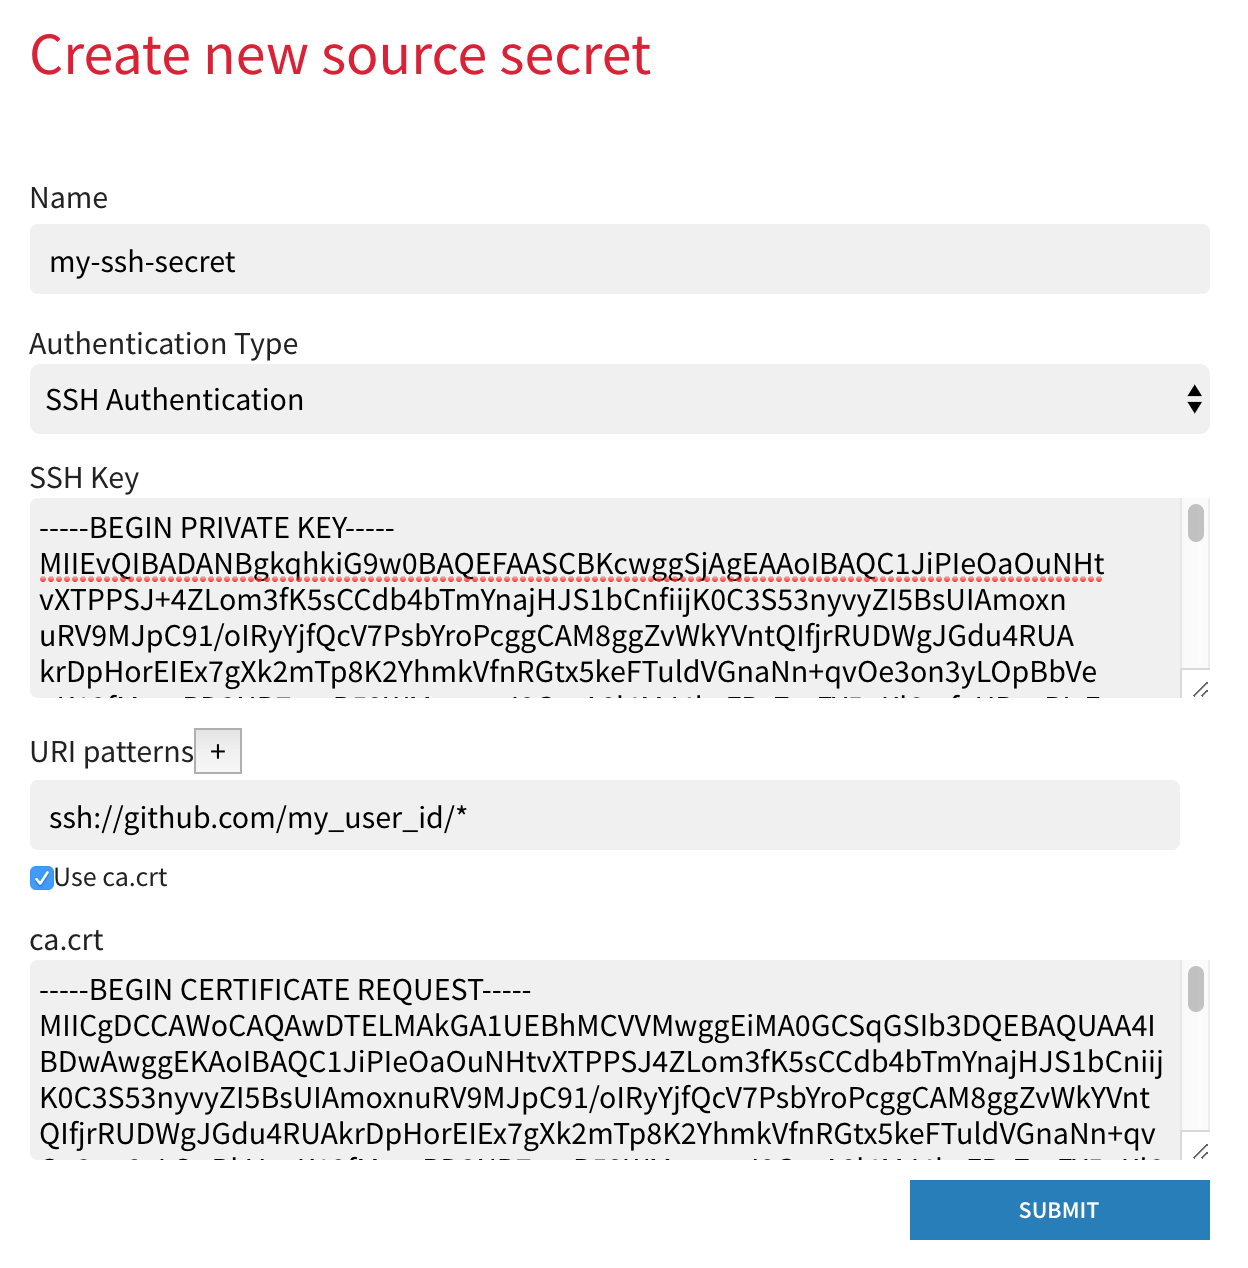 Create new source secret
Name
my-ssh-secret
Authentication Type
SSH Authentication
SSH Key
-----BEGIN PRIVATE KEY-----
MIIEvQIBADANBgkqhkiG9w0BAQEFAASCBKcwggSjAgEAAoIBAQC1JiPIeOaOuNHt
vXTPPSJ+4ZLom3fK5sCCdb4bTmYnajHJS1bCnfiijK0C3S53nyvyZI5BsUIAmoxn
uRV9MJpC91/oIRyYjfQcV7PsbYroPcggCAM8ggZvWkYVntQIfjrRUDWgJGdu4RUA
krDpHorEIEx7gXk2mTp8K2YhmkVfnRGtx5keFTuldVGnaNn+qvOe3on3yLOpBbVe
URI patterns +
ssh://github.com/my_user_id/*
Use ca.crt
ca.crt
-----BEGIN CERTIFICATE REQUEST-----
MIICgDCCAWoCAQAwDTELMAkGA1UEBhMCVVMwggEiMA0GCSqGSIb3DQEBAQUAA4I
BDwAwggEKAoIBAQC1JiPIeOaOuNHtvXTPPSJ4ZLom3fK5sCCdb4bTmYnajHJS1bCniij
K0C3S53nyvyZI5BsUIAmoxnuRV9MJpC91/oIRyYjfQcV7PsbYroPcggCAM8ggZvWkYVnt
QIfjrRUDWgJGdu4RUAkrDpHorEIEx7gXk2mTp8K2YhmkVfnRGtx5keFTuldVGnaNn+qv
SUBMIT